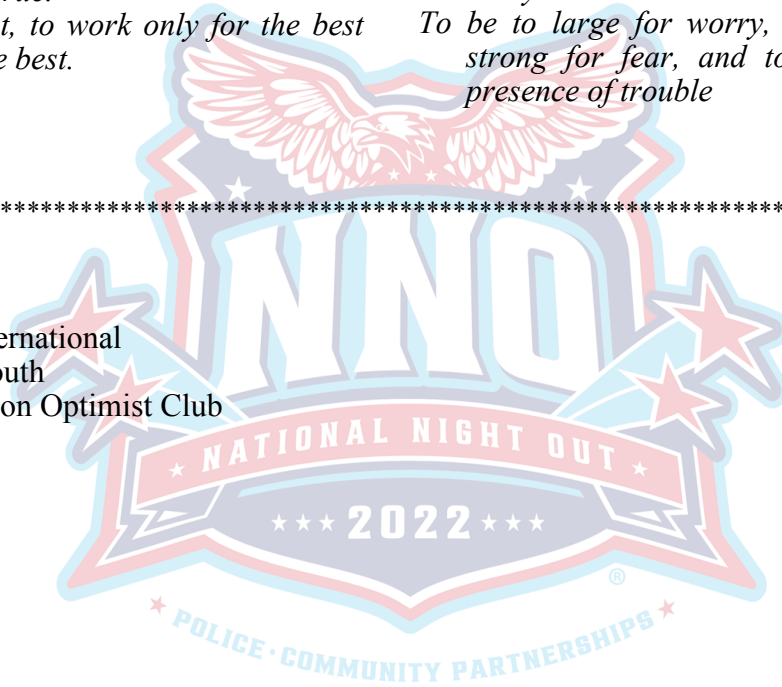 t, to work only for the best
e best.
To be to large for worry,
strong for fear, and to
presence of trouble
**********************************************************************
NNO
ernational
outh
on Optimist Club
NATIONAL NIGHT OUT
2022
®
POLICE · COMMUNITY PARTNERSHIPS